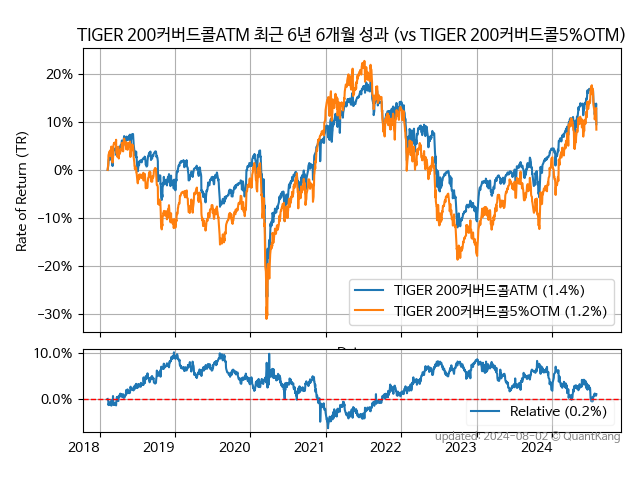 TIGER 200커버드콜ATM 최근 6년 6개월 성과 (vs TIGER 200커버드콜5%OTM)
20%
10%
0%
−10%
−20%
−30%
Rate of Return (TR)
TIGER 200커버드콜ATM (1.4%)
TIGER 200커버드콜5%OTM (1.2%)
10.0%
0.0%
Relative (0.2%)
2018 2019 2020 2021 2022 2023 2024
updated: 2024-08-02 © QuantKang